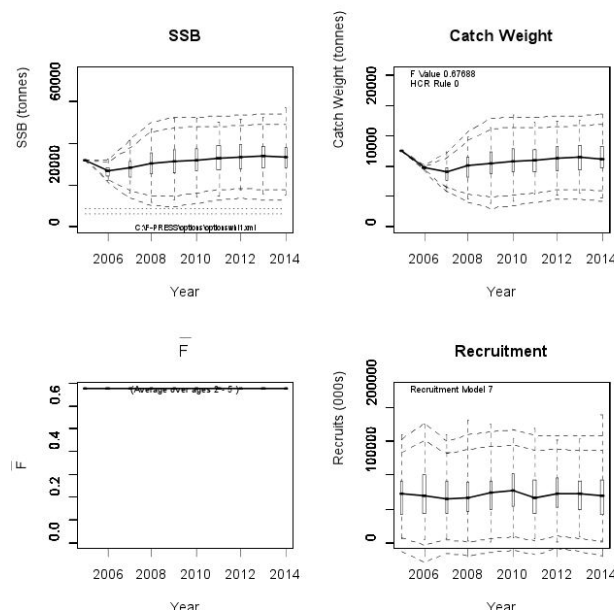 SSB
SSB (tonnes)
60000
20000
0
C:\F-PRESS\options\optionswhi1.xml
2006 2008 2010 2012 2014
Year
Catch Weight (tonnes)
Catch Weight (tonnes)
20000
10000
0
F Value 0.67688
HCR Rule 0
2006 2008 2010 2012 2014
Year
F
F
0.6
0.4
0.2
0.0
(Average over ages 2 - 5 )
2006 2008 2010 2012 2014
Year
Recruitment
Recruits (000s)
200000
100000
0
Recruitment Model 7
2006 2008 2010 2012 2014
Year